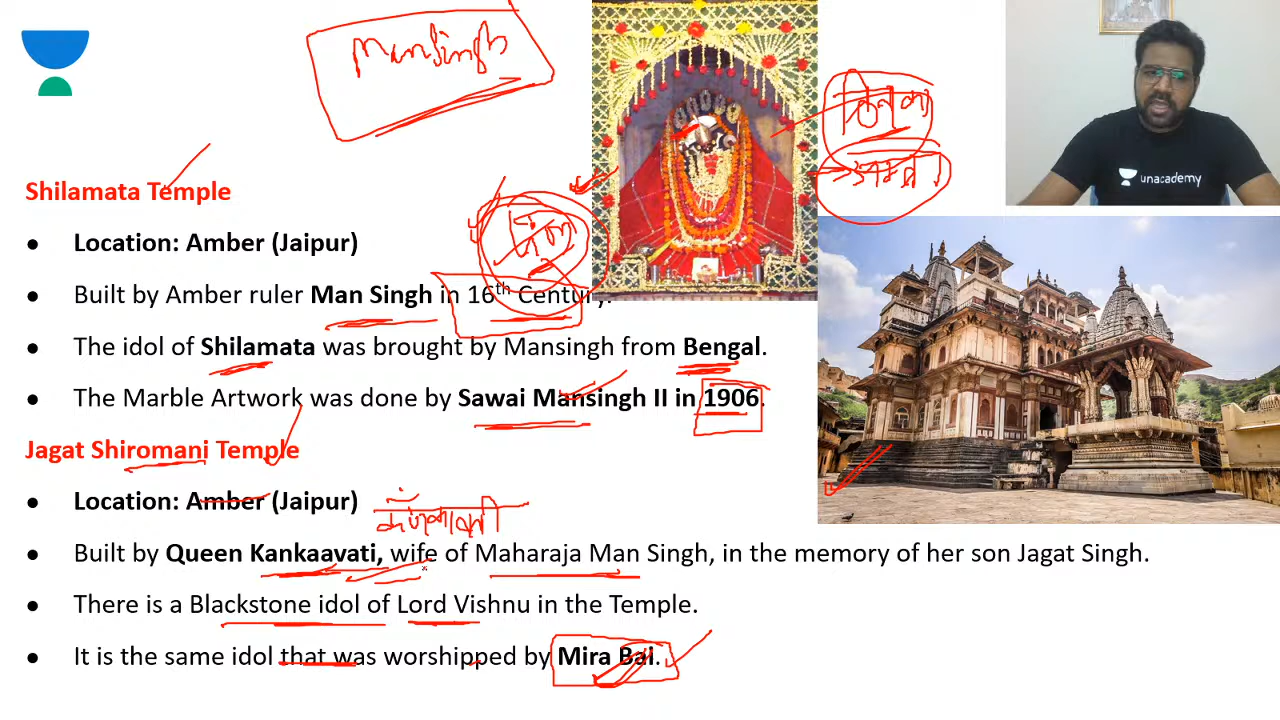 Mansingh
unacademy
Shilamata Temple
● Location: Amber (Jaipur)
● Built by Amber ruler Man Singh in 16th Century.
● The idol of Shilamata was brought by Mansingh from Bengal.
● The Marble Artwork was done by Sawai Mansingh II in 1906.
Jagat Shiromani Temple
● Location: Amber (Jaipur)
● Built by Queen Kankaavati, wife of Maharaja Man Singh, in the memory of her son Jagat Singh.
● There is a Blackstone idol of Lord Vishnu in the Temple.
● It is the same idol that was worshipped by Mira Bai.